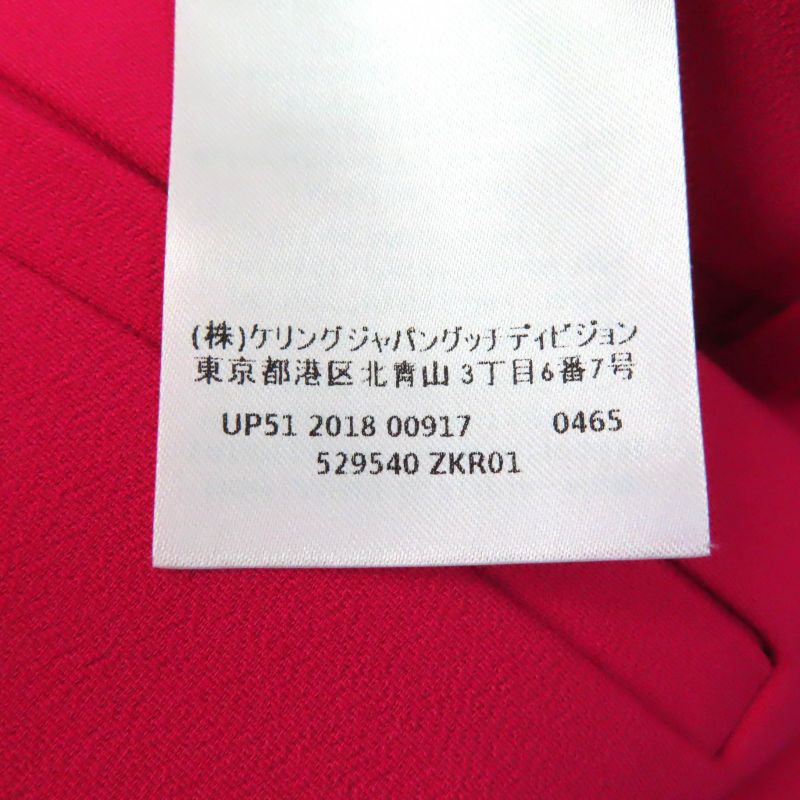 (株)ケリングジャパングッチディビジョン
東京都港区北青山3丁目6番7号
UP51 2018 00917 0465
529540 ZKR01